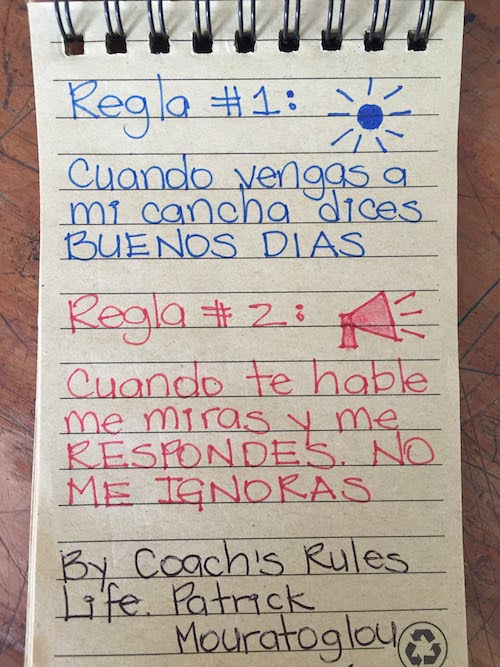 Regla #1:
Cuando vengas a
mi cancha dices
BUENOS DIAS
Regla #2:
Cuando te hable
me miras y me
RESPONDES. NO
ME IGNORAS
By Coach's Rules
Life. Patrick
Mouratoglou